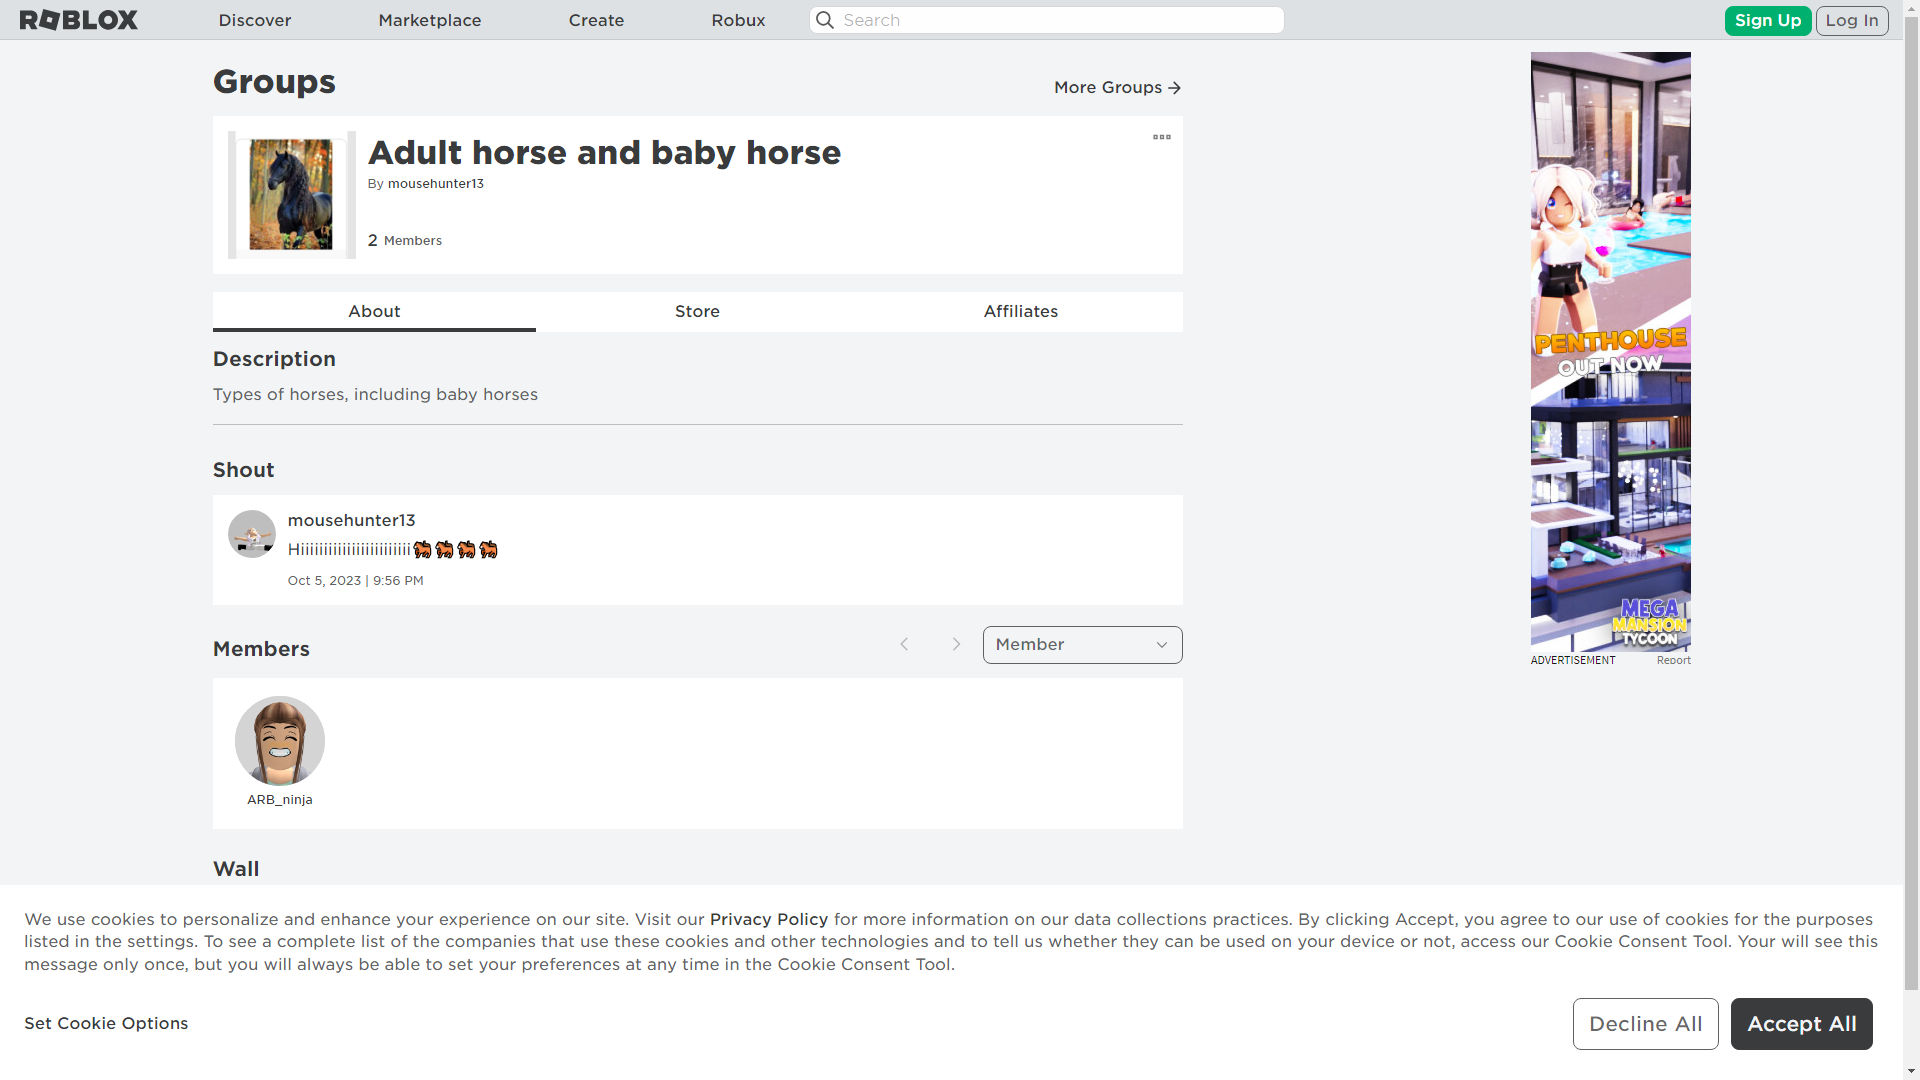 ROBLOX
Discover
Marketplace
Create
Robux
Search
Sign Up
Log In
Groups
More Groups
Adult horse and baby horse
By mousehunter13
2 Members
About
Store
Affiliates
Description
Types of horses, including baby horses
Shout
mousehunter13
Hiiiiiiiiiiiiiiiiiiiiiiii🐎🐎🐎🐎
Oct 5, 2023 | 9:56 PM
Members
Member
ARB_ninja
Wall
PENTHOUSE
OUT NOW
MEGA
MANSION
TYCOON
ADVERTISEMENT
Report
We use cookies to personalize and enhance your experience on our site. Visit our Privacy Policy for more information on our data collections practices. By clicking Accept, you agree to our use of cookies for the purposes
listed in the settings. To see a complete list of the companies that use these cookies and other technologies and to tell us whether they can be used on your device or not, access our Cookie Consent Tool. Your will see this
message only once, but you will always be able to set your preferences at any time in the Cookie Consent Tool.
Set Cookie Options
Decline All
Accept All